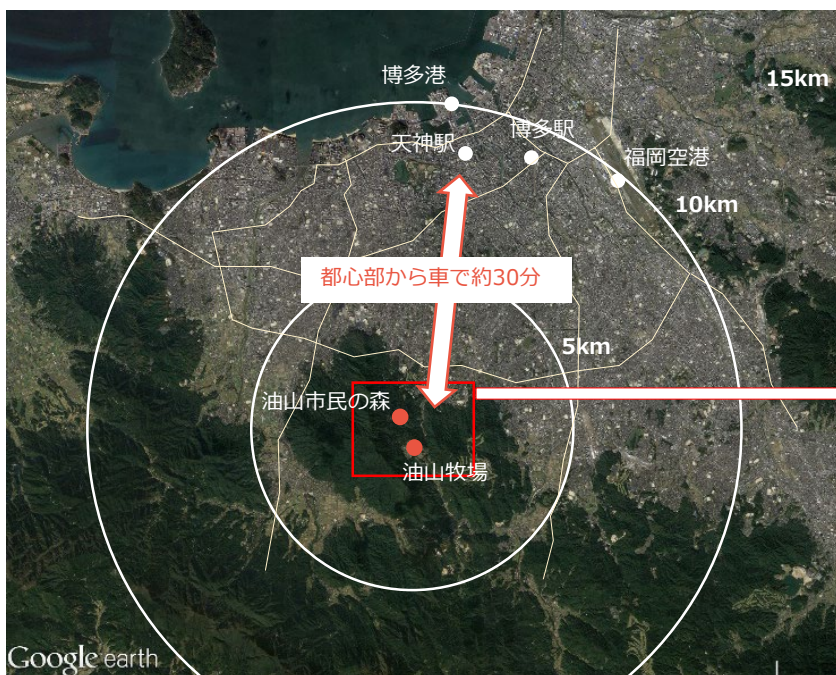 博多港
15km
天神駅
博多駅
福岡空港
10km
都心部から車で約30分
5km
油山市民の森
油山牧場
Google earth